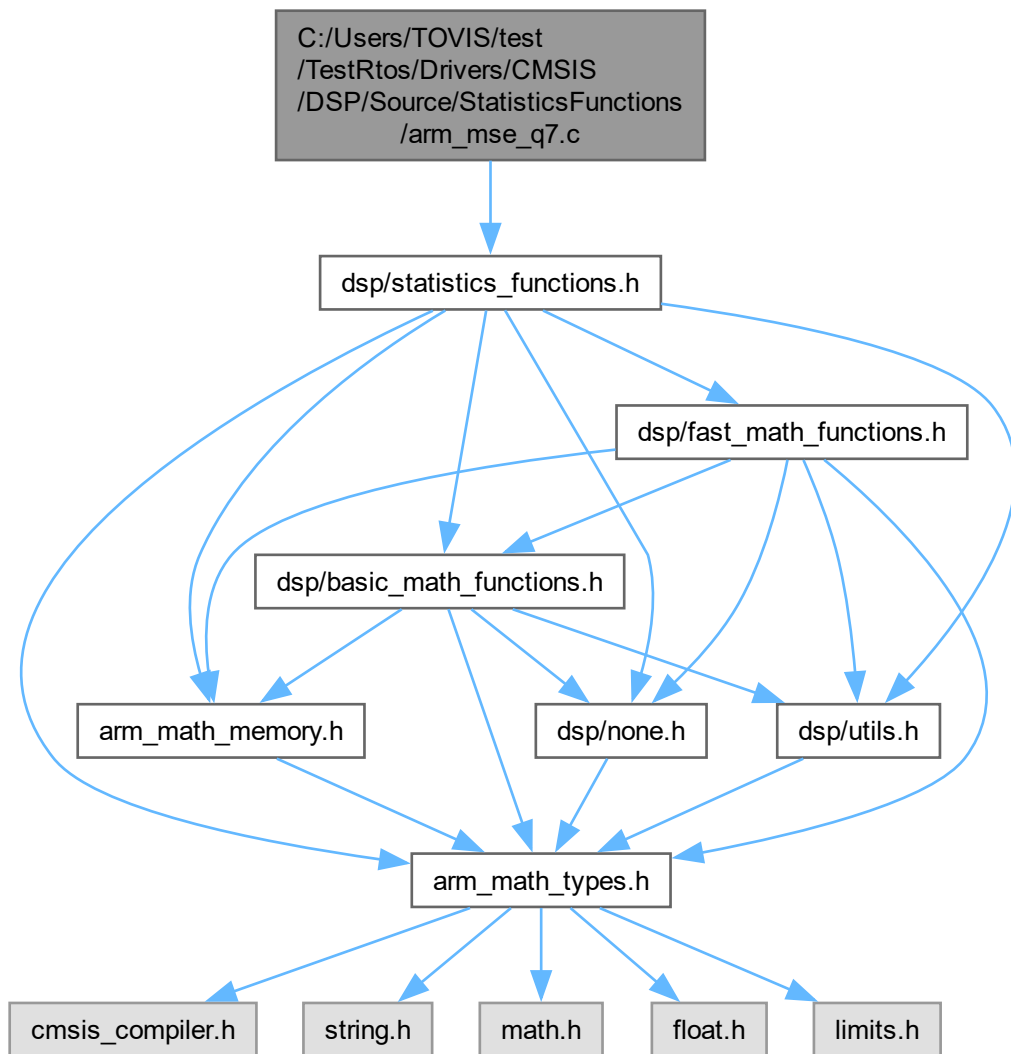 C:/Users/TOVIS/test
/TestRtos/Drivers/CMSIS
/DSP/Source/StatisticsFunctions
/arm_mse_q7.c
dsp/statistics_functions.h
dsp/fast_math_functions.h
dsp/basic_math_functions.h
arm_math_memory.h
dsp/none.h
dsp/utils.h
arm_math_types.h
cmsis_compiler.h
string.h
math.h
float.h
limits.h